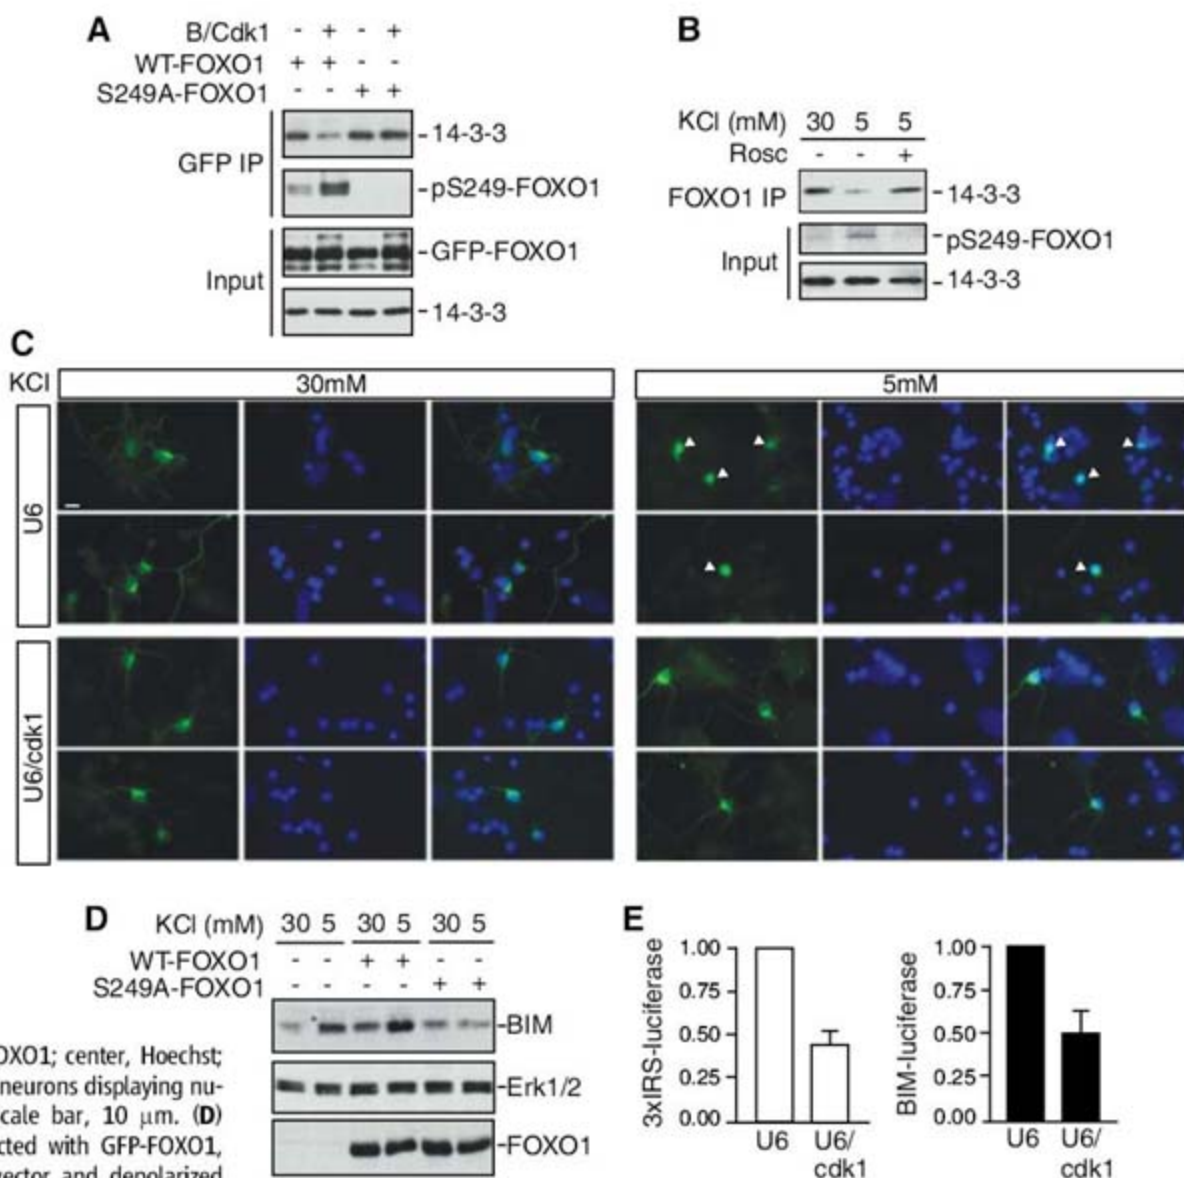 A
B/Cdk1 - + - +
WT-FOXO1 + + - -
S249A-FOXO1 - - + +
GFP IP
-14-3-3
-pS249-FOXO1
Input
-GFP-FOXO1
-14-3-3
B
KCl (mM) 30 5 5
Rosc - - +
FOXO1 IP
-14-3-3
Input
-pS249-FOXO1
-14-3-3
C
KCl 30mM 5mM
U6
U6/cdk1
OXO1; center, Hoechst;
neurons displaying nu-
cale bar, 10 μm. (D)
cted with GFP-FOXO1,
vector and depolarized
D
KCl (mM) 30 5 30 5 30 5
WT-FOXO1 - - + + - -
S249A-FOXO1 - - - - + +
-BIM
-Erk1/2
-FOXO1
E
3xIRS-luciferase
1.00
0.75
0.50
0.25
0.00
U6 U6/
cdk1
BIM-luciferase
1.00
0.75
0.50
0.25
0.00
U6 U6/
cdk1